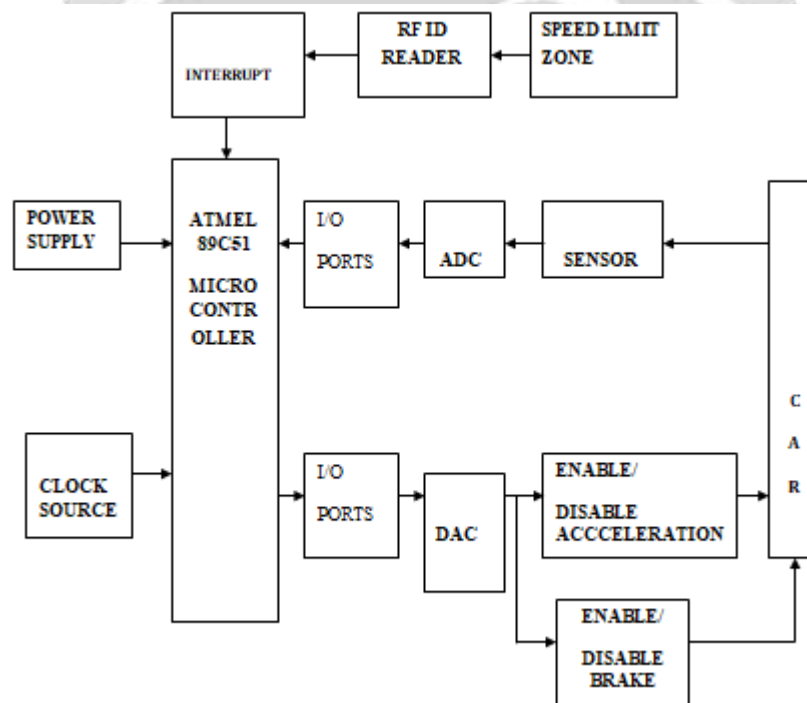 INTERRUPT
RF ID
READER
SPEED LIMIT
ZONE
POWER
SUPPLY
ATMEL
89C51
MICRO
CONTR
OLLER
I/O
PORTS
ADC
SENSOR
C
A
R
CLOCK
SOURCE
I/O
PORTS
DAC
ENABLE/
DISABLE
ACCCELERATION
ENABLE/
DISABLE
BRAKE